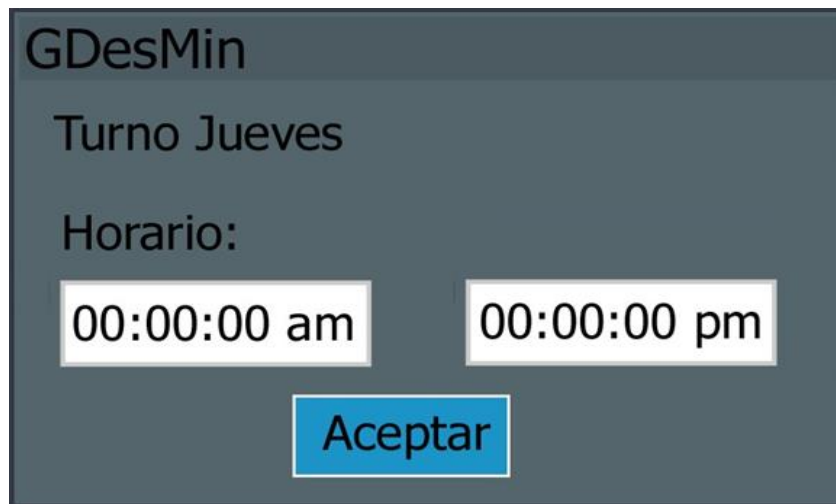 GDesMin
Turno Jueves
Horario:
00:00:00 am 00:00:00 pm
Aceptar